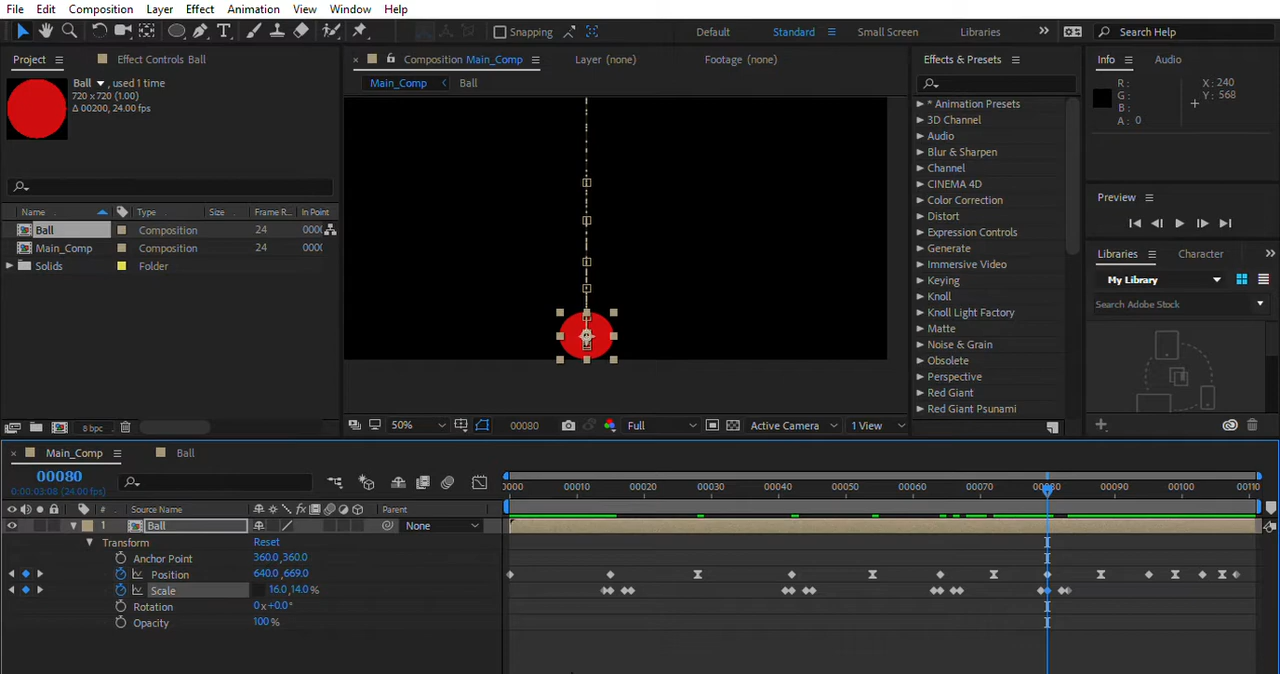 File Edit Composition Layer Effect Animation View Window Help
Snapping Default Standard Small Screen Libraries Search Help
Project Effect Controls Ball
Composition Main_Comp Layer (none) Footage (none)
Effects & Presets
Info Audio
Ball , used 1 time
720 x 720 (1.00)
Δ 00200, 24.00 fps
Main_Comp Ball
R :
G :
B :
A : 0
X : 240
Y : 568
* Animation Presets
3D Channel
Audio
Blur & Sharpen
Channel
CINEMA 4D
Color Correction
Distort
Expression Controls
Generate
Immersive Video
Keying
Knoll
Knoll Light Factory
Matte
Noise & Grain
Obsolete
Perspective
Red Giant
Red Giant Psunami
Preview
Libraries Character
My Library
Search Adobe Stock
Name Type Size Frame R... In Point
Ball Composition 24 000
Main_Comp Composition 24 000
Solids Folder
8 bpc
50% 00080 Full Active Camera 1 View
Main_Comp Ball
00080
0:00:03:08 (24.00 fps)
0000 00010 00020 00030 00040 00050 00060 00070 00080 00090 00100 00110
# Source Name Parent
1 Ball None
Transform Reset
Anchor Point 360.0,360.0
Position 640.0,669.0
Scale 16.0,14.0 %
Rotation 0 x +0.0°
Opacity 100 %